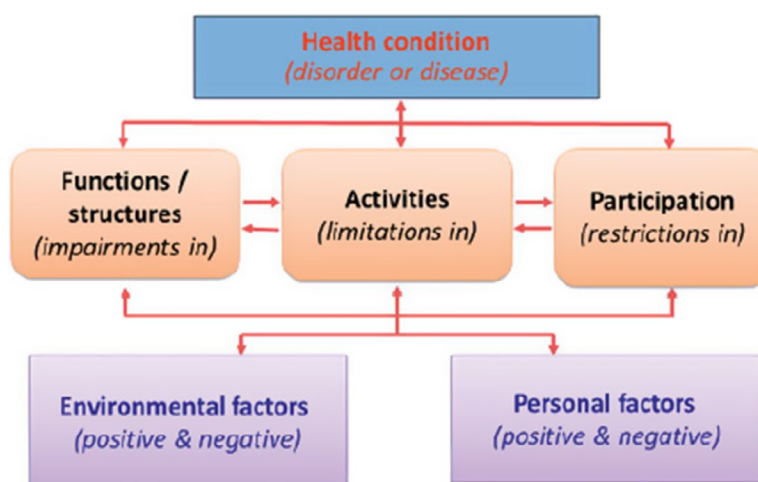 Health condition
(disorder or disease)
Functions /
structures
(impairments in)
Activities
(limitations in)
Participation
(restrictions in)
Environmental factors
(positive & negative)
Personal factors
(positive & negative)